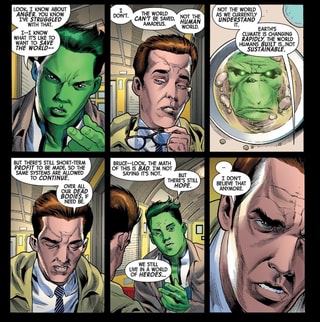 LOOK, I KNOW ABOUT
ANGER. YOU KNOW
I'VE STRUGGLED
WITH THAT.
I--I KNOW
WHAT IT'S LIKE TO
WANT TO SAVE
THE WORLD--
I
DON'T.
THE WORLD
CAN'T BE SAVED,
AMADEUS.
NOT THE
HUMAN
WORLD.
NOT THE WORLD
AS WE CURRENTLY
UNDERSTAND
IT.
EARTH'S
CLIMATE IS CHANGING
RAPIDLY. THE WORLD
HUMANS BUILT IS...NOT
SUSTAINABLE.
BUT THERE'S STILL SHORT-TERM
PROFIT TO BE MADE, SO THE
SAME SYSTEMS ARE ALLOWED
TO CONTINUE.
OVER ALL
OUR DEAD
BODIES, IF
NEED BE.
BRUCE--LOOK, THE MATH
OF THIS IS BAD. I'M NOT
SAYING IT'S NOT.
BUT
THERE'S STILL
HOPE.
WE STILL
LIVE IN A
WORLD OF
HEROES...
...
I DON'T
BELIEVE THAT
ANYMORE.